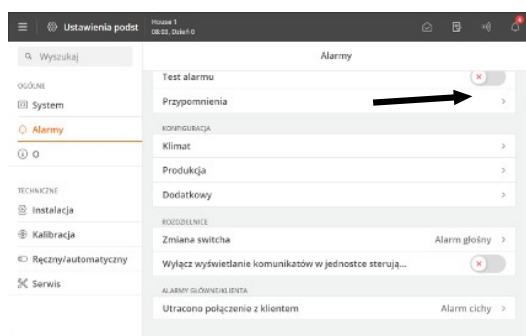 Ustawienia podst
House 1
08:03, Dzień 0
Wyszukaj
Alarmy
OGÓLNE
System
Alarmy
O
TECHNICZNE
Instalacja
Kalibracja
Ręczny/automatyczny
Serwis
Test alarmu
Przypomnienia
KONFIGURACJA
Klimat
Produkcja
Dodatkowy
ROZDZIELNICE
Zmiana switcha Alarm głośny
Wyłącz wyświetlanie komunikatów w jednostce sterują...
ALARMY GŁÓWNE/KLIENTA
Utracono połączenie z klientem Alarm cichy